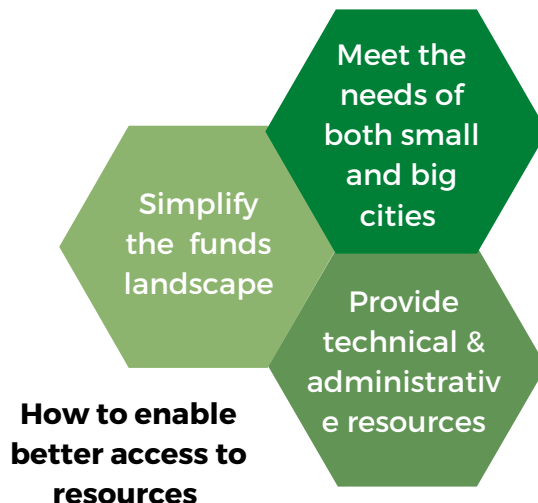 Meet the
needs of
both small
and big
cities
Simplify
the funds
landscape
Provide
technical &
administrativ
e resources
How to enable
better access to
resources